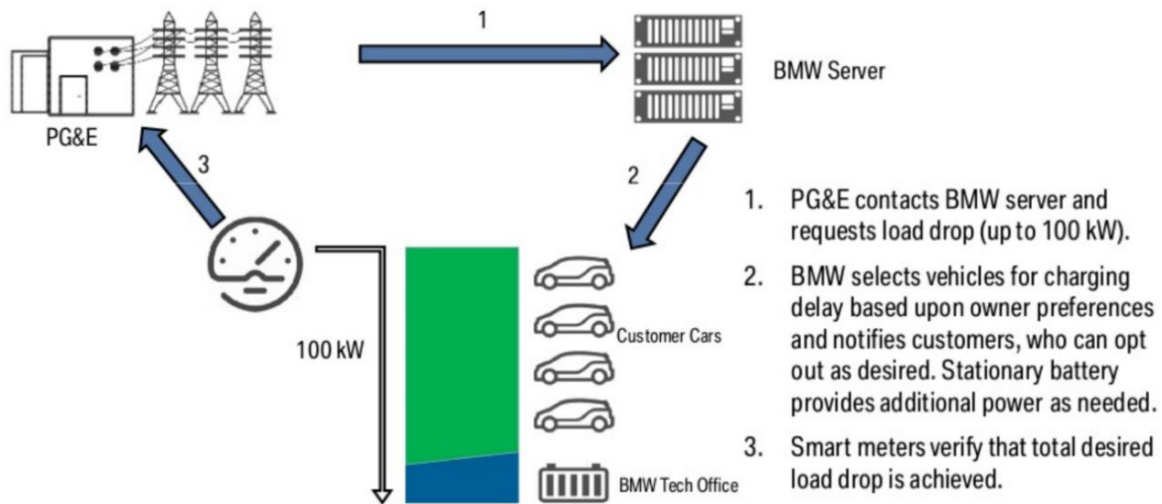 1
BMW Server
PG&E
3
2
100 kW
Customer Cars
BMW Tech Office
1. PG&E contacts BMW server and
requests load drop (up to 100 kW).
2. BMW selects vehicles for charging
delay based upon owner preferences
and notifies customers, who can opt
out as desired. Stationary battery
provides additional power as needed.
3. Smart meters verify that total desired
load drop is achieved.